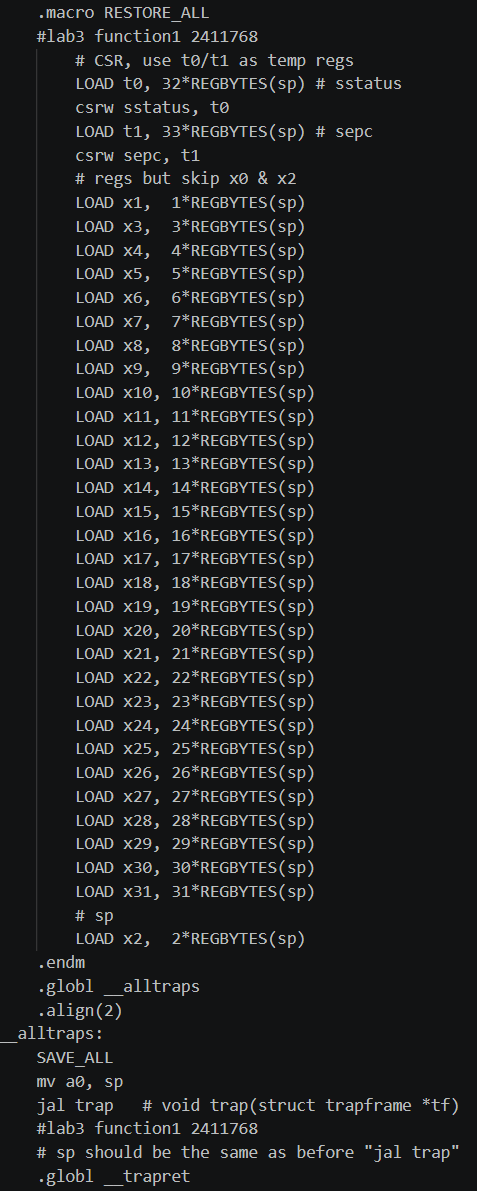 .macro RESTORE_ALL
#lab3 function1 2411768
# CSR, use t0/t1 as temp regs
LOAD t0, 32*REGBYTES(sp) # sstatus
csrw sstatus, t0
LOAD t1, 33*REGBYTES(sp) # sepc
csrw sepc, t1
# regs but skip x0 & x2
LOAD x1,  1*REGBYTES(sp)
LOAD x3,  3*REGBYTES(sp)
LOAD x4,  4*REGBYTES(sp)
LOAD x5,  5*REGBYTES(sp)
LOAD x6,  6*REGBYTES(sp)
LOAD x7,  7*REGBYTES(sp)
LOAD x8,  8*REGBYTES(sp)
LOAD x9,  9*REGBYTES(sp)
LOAD x10, 10*REGBYTES(sp)
LOAD x11, 11*REGBYTES(sp)
LOAD x12, 12*REGBYTES(sp)
LOAD x13, 13*REGBYTES(sp)
LOAD x14, 14*REGBYTES(sp)
LOAD x15, 15*REGBYTES(sp)
LOAD x16, 16*REGBYTES(sp)
LOAD x17, 17*REGBYTES(sp)
LOAD x18, 18*REGBYTES(sp)
LOAD x19, 19*REGBYTES(sp)
LOAD x20, 20*REGBYTES(sp)
LOAD x21, 21*REGBYTES(sp)
LOAD x22, 22*REGBYTES(sp)
LOAD x23, 23*REGBYTES(sp)
LOAD x24, 24*REGBYTES(sp)
LOAD x25, 25*REGBYTES(sp)
LOAD x26, 26*REGBYTES(sp)
LOAD x27, 27*REGBYTES(sp)
LOAD x28, 28*REGBYTES(sp)
LOAD x29, 29*REGBYTES(sp)
LOAD x30, 30*REGBYTES(sp)
LOAD x31, 31*REGBYTES(sp)
# sp
LOAD x2,  2*REGBYTES(sp)
.endm
.globl __alltraps
.align(2)
__alltraps:
SAVE_ALL
mv a0, sp
jal trap   # void trap(struct trapframe *tf)
#lab3 function1 2411768
# sp should be the same as before "jal trap"
.globl __trapret